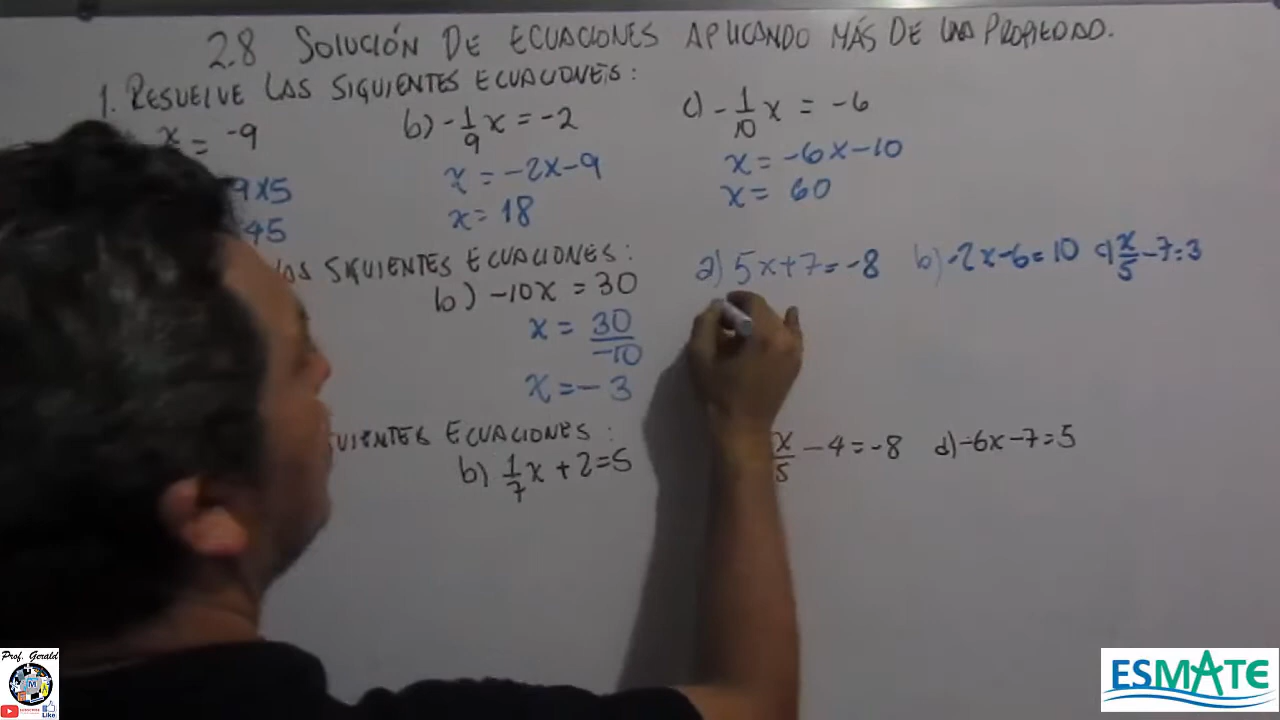 2.8 SOLUCIÓN DE ECUACIONES APLICANDO MÁS DE UNA PROPIEDAD.
1. RESUELVE LAS SIGUIENTES ECUACIONES:
x = -9
b) -1/9 x = -2
c) -1/10 x = -6
9x5
x = -2x-9
x = -6x-10
45
x = 18
x = 60
LAS SIGUIENTES ECUACIONES:
b) -10x = 30
a) 5x+7=-8 b) -2x-6=10 c) x/5-7=3
x = 30/-10
x = -3
ECUACIONES:
b) 1/7 x + 2=5
x/5 -4=-8 d) -6x-7=5
Prof. Gerald
SUBSCRIBE
Like
ESMATE